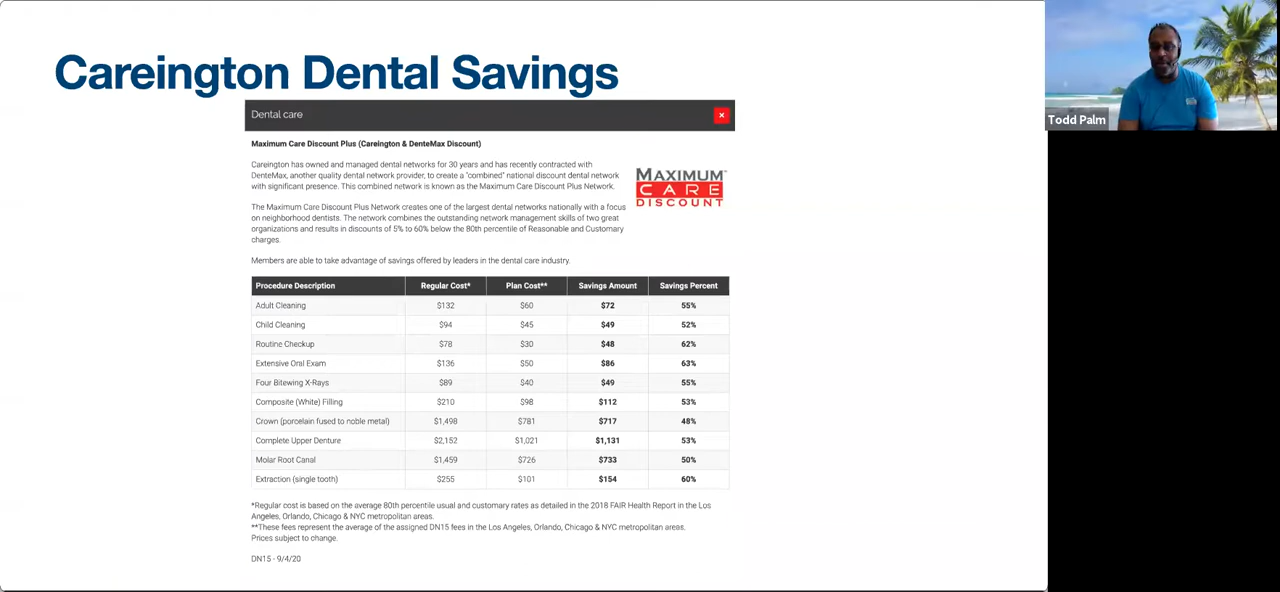 Careington Dental Savings
Todd Palm
Dental care
×
Maximum Care Discount Plus (Careington & DenteMax Discount)
Careington has owned and managed dental networks for 30 years and has recently contracted with
DenteMax, another quality dental network provider, to create a "combined" national discount dental network
with significant presence. This combined network is known as the Maximum Care Discount Plus Network.
MAXIMUM™
CARE
DISCOUNT
The Maximum Care Discount Plus Network creates one of the largest dental networks nationally with a focus
on neighborhood dentists. The network combines the outstanding network management skills of two great
organizations and results in discounts of 5% to 60% below the 80th percentile of Reasonable and Customary
charges.
Members are able to take advantage of savings offered by leaders in the dental care industry.
Procedure Description Regular Cost* Plan Cost** Savings Amount Savings Percent
Adult Cleaning $132 $60 $72 55%
Child Cleaning $94 $45 $49 52%
Routine Checkup $78 $30 $48 62%
Extensive Oral Exam $136 $50 $86 63%
Four Bitewing X-Rays $89 $40 $49 55%
Composite (White) Filling $210 $98 $112 53%
Crown (porcelain fused to noble metal) $1,498 $781 $717 48%
Complete Upper Denture $2,152 $1,021 $1,131 53%
Molar Root Canal $1,459 $726 $733 50%
Extraction (single tooth) $255 $101 $154 60%
*Regular cost is based on the average 80th percentile usual and customary rates as detailed in the 2018 FAIR Health Report in the Los
Angeles, Orlando, Chicago & NYC metropolitan areas.
**These fees represent the average of the assigned DN15 fees in the Los Angeles, Orlando, Chicago & NYC metropolitan areas.
Prices subject to change.
DN15 - 9/4/20